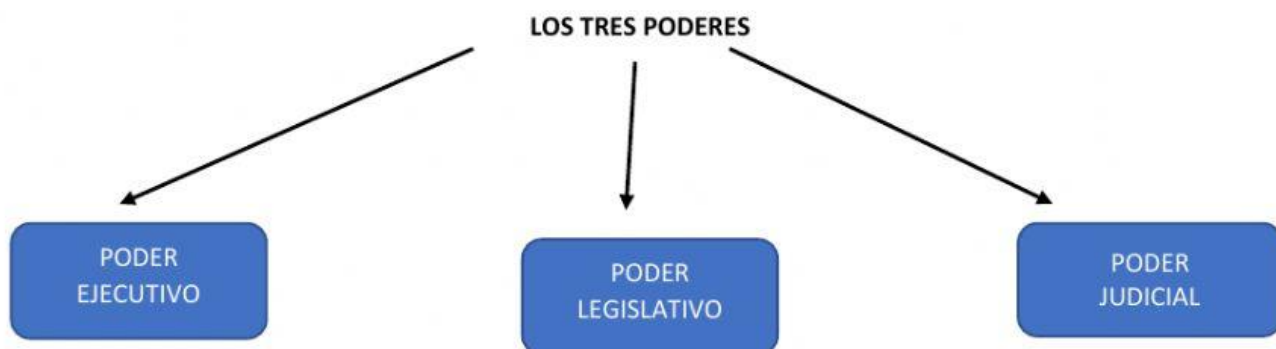 LOS TRES PODERES
PODER
EJECUTIVO
PODER
LEGISLATIVO
PODER
JUDICIAL